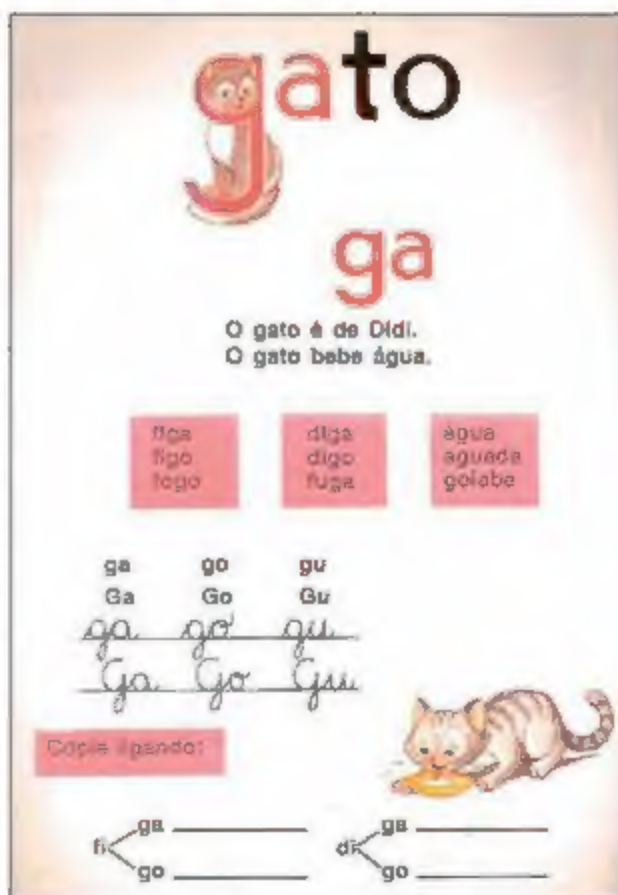 gato
ga
O gato é de Didi.
O gato bebe água.
figa
figo
fogo
diga
digo
fuga
água
aguada
goiaba
ga go gu
Ga Go Gu
ga go gu
Ga Go Gu
Copie ligando:
fi ga di ga
go go